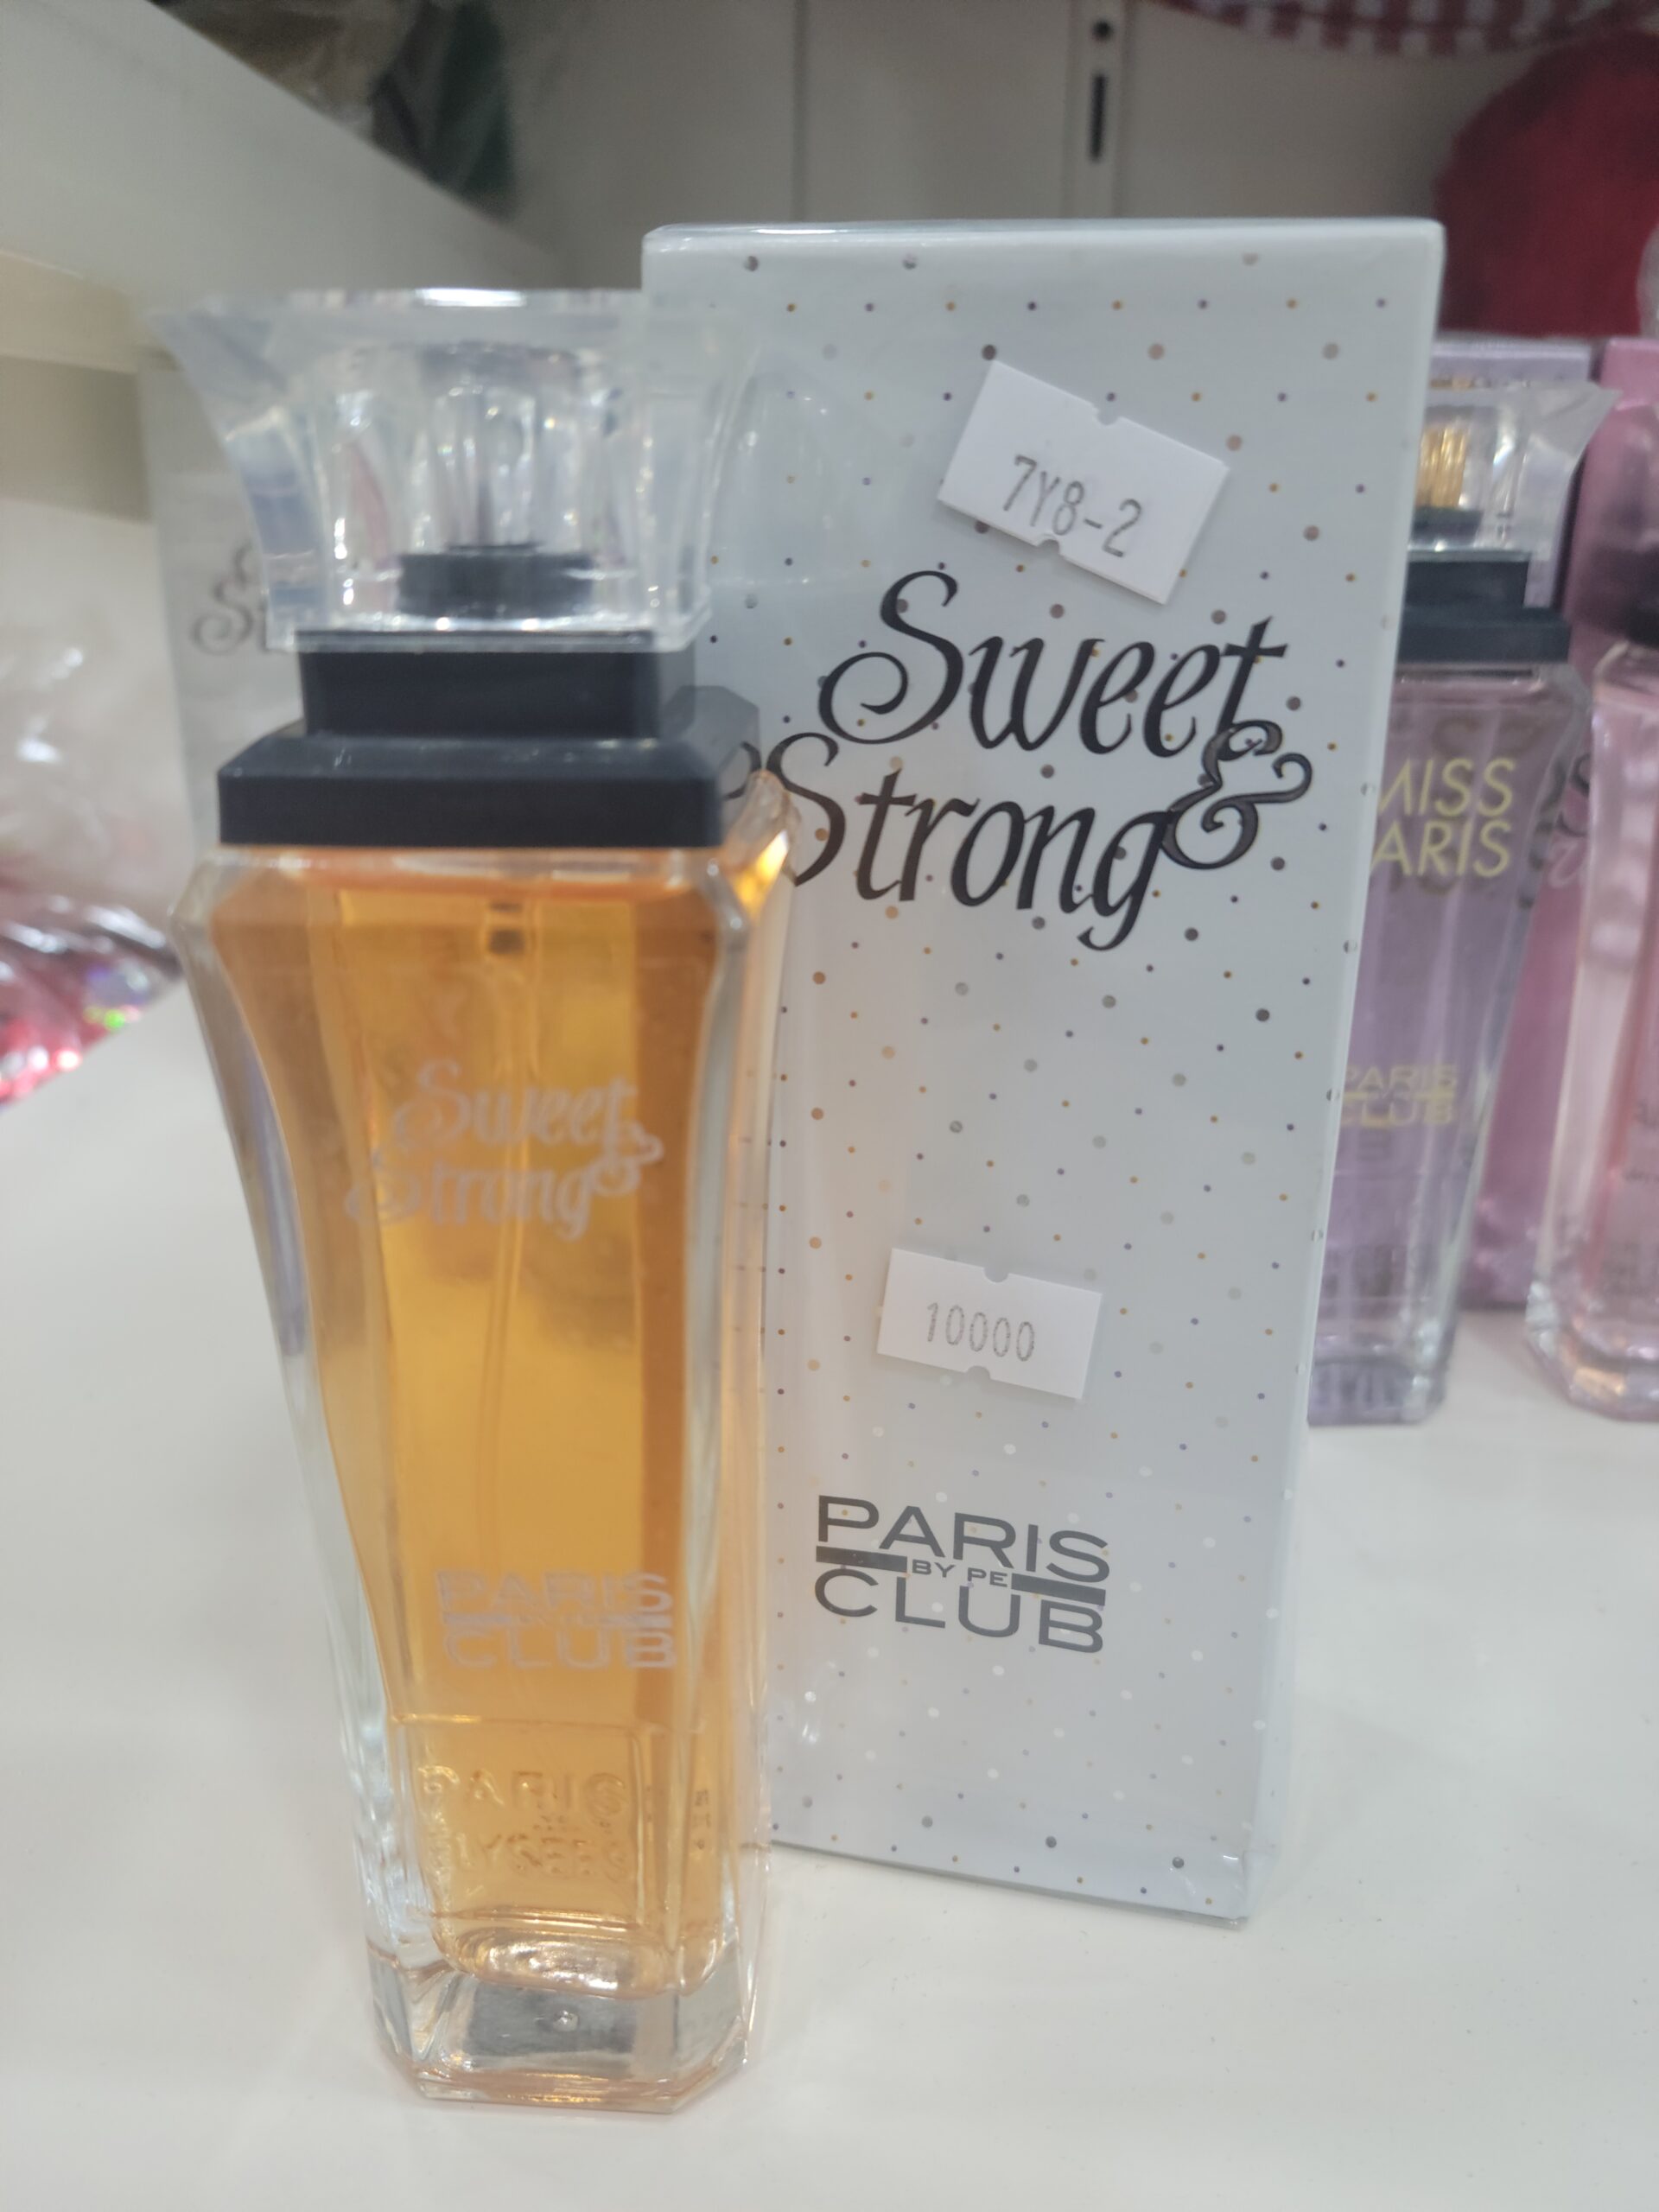 7Y8-2
Sweet
& Strong
10000
PARIS
BY PE
CLUB
Sweet
& Strong
PARIS
CLUB
PARIS
MISS
PARIS
PARIS
CLUB